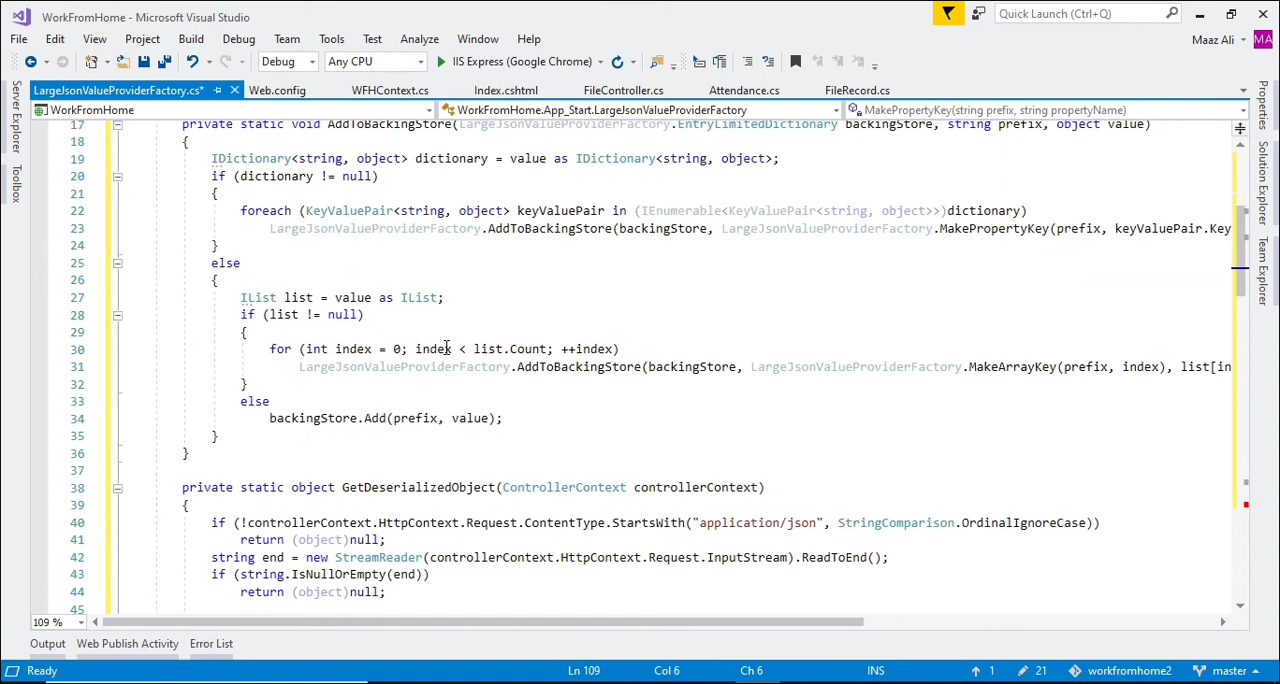 WorkFromHome - Microsoft Visual Studio
Quick Launch (Ctrl+Q)
File Edit View Project Build Debug Team Tools Test Analyze Window Help
Maaz Ali MA
Debug Any CPU IIS Express (Google Chrome)
LargeJsonValueProviderFactory.cs* Web.config WFHContext.cs Index.cshtml FileController.cs Attendance.cs FileRecord.cs
WorkFromHome WorkFromHome.App_Start.LargeJsonValueProviderFactory MakePropertyKey(string prefix, string propertyName)
Server Explorer
Toolbox
Properties
Solution Explorer
Team Explorer
17 private static void AddToBackingStore(LargeJsonValueProviderFactory.EntryLimitedDictionary backingStore, string prefix, object value)
18 {
19 IDictionary<string, object> dictionary = value as IDictionary<string, object>;
20 if (dictionary != null)
21 {
22 foreach (KeyValuePair<string, object> keyValuePair in (IEnumerable<KeyValuePair<string, object>>)dictionary)
23 LargeJsonValueProviderFactory.AddToBackingStore(backingStore, LargeJsonValueProviderFactory.MakePropertyKey(prefix, keyValuePair.Key
24 }
25 else
26 {
27 IList list = value as IList;
28 if (list != null)
29 {
30 for (int index = 0; index < list.Count; ++index)
31 LargeJsonValueProviderFactory.AddToBackingStore(backingStore, LargeJsonValueProviderFactory.MakeArrayKey(prefix, index), list[in
32 }
33 else
34 backingStore.Add(prefix, value);
35 }
36 }
37
38 private static object GetDeserializedObject(ControllerContext controllerContext)
39 {
40 if (!controllerContext.HttpContext.Request.ContentType.StartsWith("application/json", StringComparison.OrdinalIgnoreCase))
41 return (object)null;
42 string end = new StreamReader(controllerContext.HttpContext.Request.InputStream).ReadToEnd();
43 if (string.IsNullOrEmpty(end))
44 return (object)null;
45
109 %
Output Web Publish Activity Error List
Ready Ln 109 Col 6 Ch 6 INS 1 21 workfromhome2 master